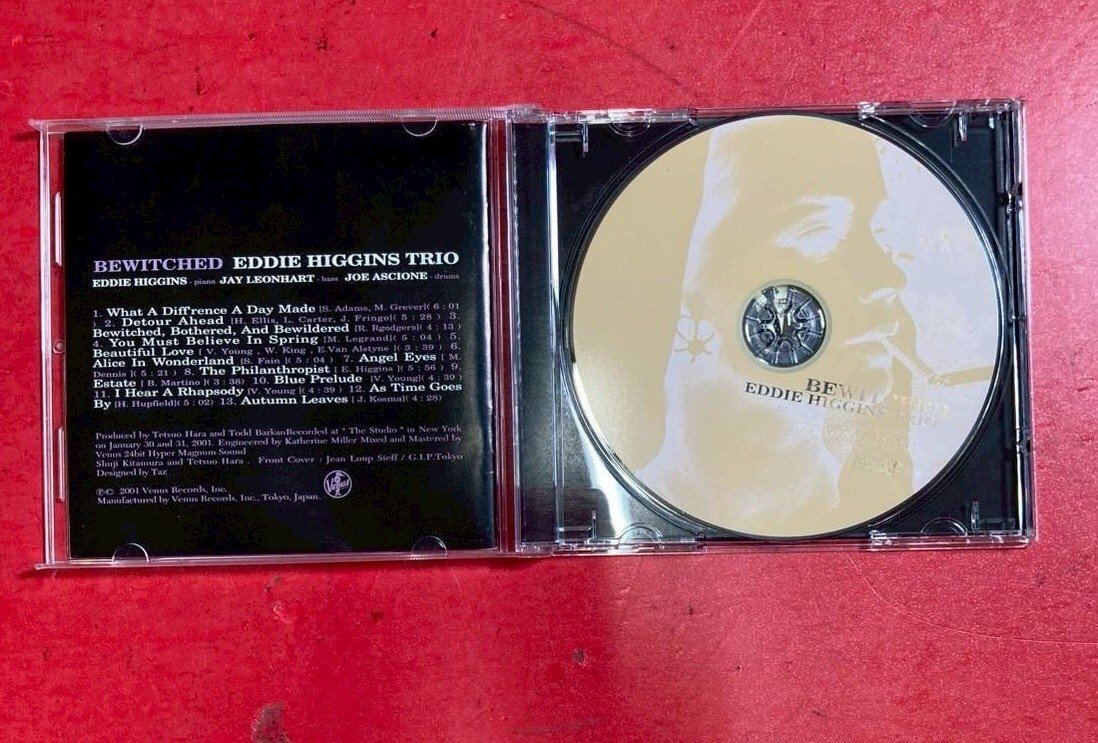 BEWITCHED EDDIE HIGGINS TRIO
EDDIE HIGGINS - piano JAY LEONHART - bass JOE ASCIONE - drums
1. What A Diff'rence A Day Made [S. Adams, M. Grever]( 6 : 01
) 2. Detour Ahead [H. Ellis, L. Carter, J. Fringo]( 5 : 28 ) 3.
Bewitched, Bothered, And Bewildered [R. Rgodgers]( 4 : 13 )
4. You Must Believe In Spring [M. Legrand]( 5 : 04 ) 5.
Beautiful Love [ V. Young , W. King , E.Van Alstyne ]( 3 : 39 ) 6.
Alice In Wonderland [S. Fain ]( 5 : 04 ) 7. Angel Eyes [ M.
Dennis ]( 5 : 21 ) 8. The Philanthropist [ E. Higgins ]( 5 : 56 ) 9.
Estate [ B. Martino ]( 3 : 38) 10. Blue Prelude [V. Young]( 4 ; 39 )
11. I Hear A Rhapsody [V. Young ]( 4 : 39 ) 12. As Time Goes
By [H. Hupfield]( 5 : 02) 13. Autumn Leaves [ J. Kosma]( 4 : 28)
Produced by Tetsuo Hara and Todd BarkanRecorded at " The Studio " in New York
on January 30 and 31, 2001. Engineered by Katherine Miller Mixed and Mastered by
Venus 24bit Hyper Magnum Sound
Shuji Kitamura and Tetsuo Hara . Front Cover : Jean Loup Sieff / G.I.P.Tokyo
Designed by Taz
℗© 2001 Venus Records, Inc.
Manufactured by Venus Records, Inc., Tokyo, Japan.
Venus
BEWITCHED
EDDIE HIGGINS TRIO